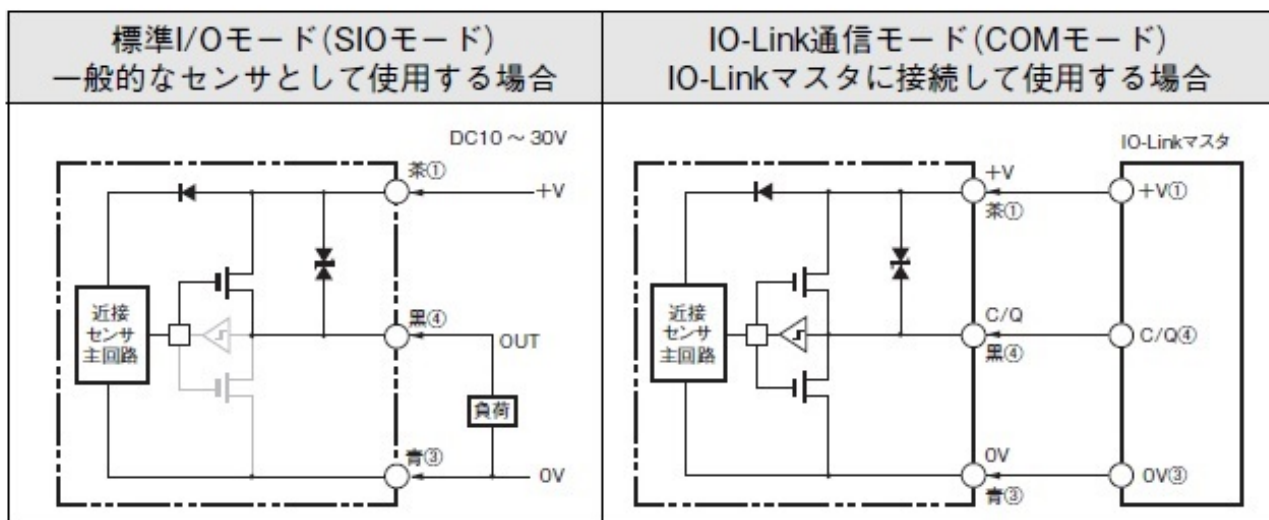 標準I/Oモード(SIOモード)
一般的なセンサとして使用する場合
IO-Link通信モード(COMモード)
IO-Linkマスタに接続して使用する場合
DC10～30V
茶①
+V
近接
センサ
主回路
黒④
OUT
負荷
青③
0V
IO-Linkマスタ
+V
茶①
+V①
近接
センサ
主回路
C/Q
黒④
C/Q④
0V
青③
0V③